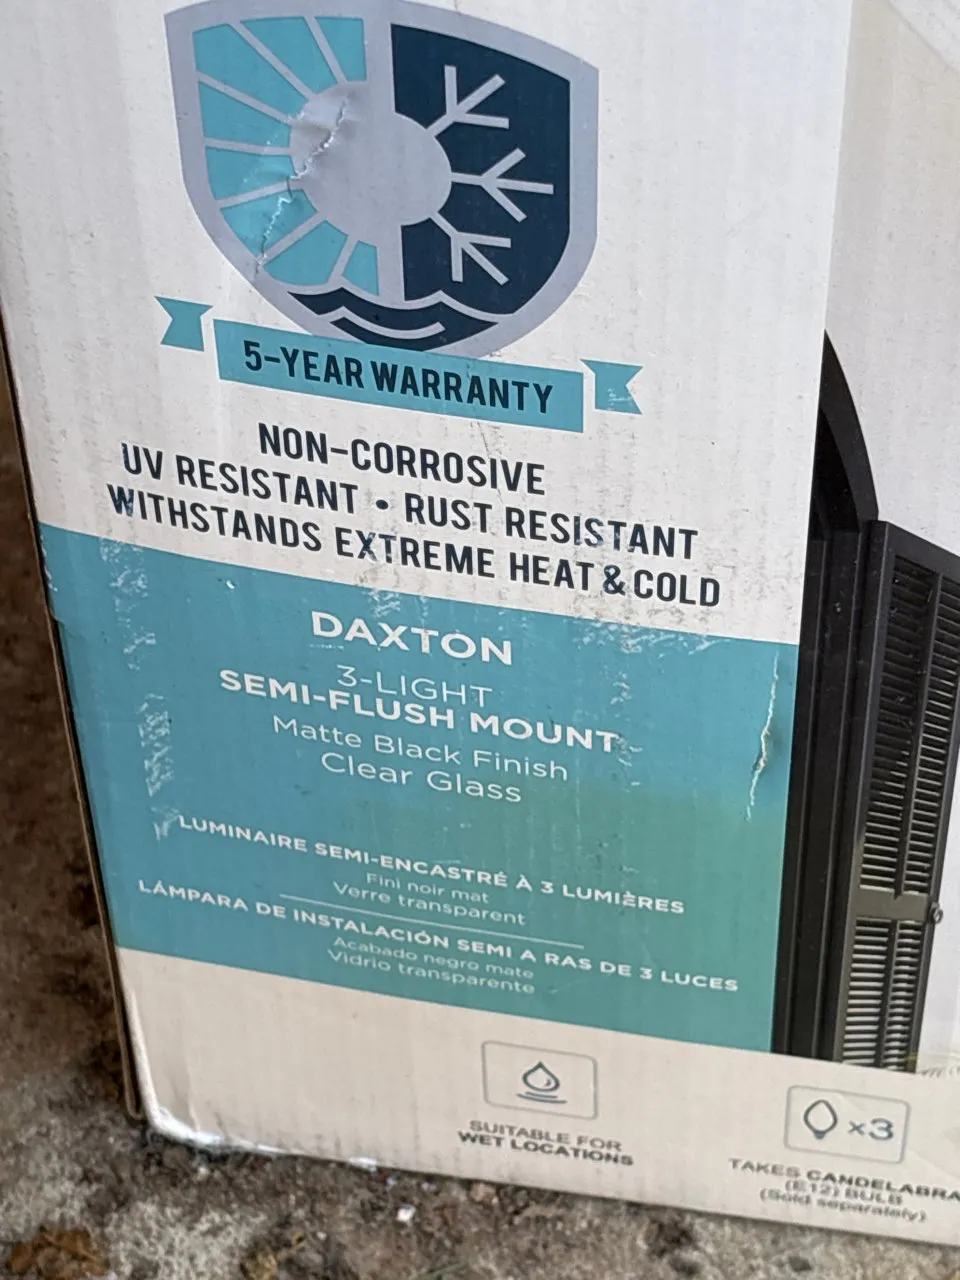 5-YEAR WARRANTY
NON-CORROSIVE
UV RESISTANT • RUST RESISTANT
WITHSTANDS EXTREME HEAT & COLD
DAXTON
3-LIGHT
SEMI-FLUSH MOUNT
Matte Black Finish
Clear Glass
LUMINAIRE SEMI-ENCASTRÉ À 3 LUMIÈRES
Fini noir mat
Verre transparent
LÁMPARA DE INSTALACIÓN SEMI A RAS DE 3 LUCES
Acabado negro mate
Vidrio transparente
SUITABLE FOR
WET LOCATIONS
x3
TAKES CANDELABRA
(E12) BULB
(Sold separately)